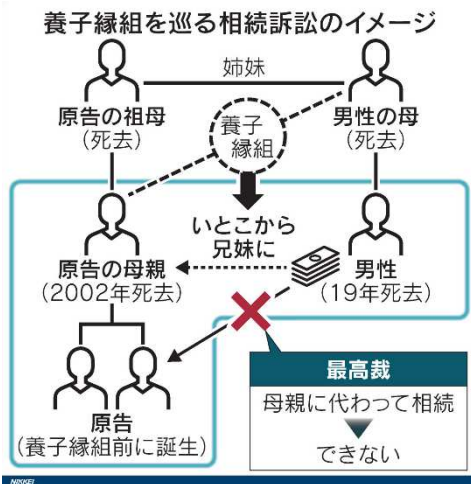 養子縁組を巡る相続訴訟のイメージ
姉妹
原告の祖母
(死去)
男性の母
(死去)
養子
縁組
いとこから
兄妹に
原告の母親
(2002年死去)
男性
(19年死去)
原告
(養子縁組前に誕生)
最高裁
母親に代わって相続
できない
NIKKEI